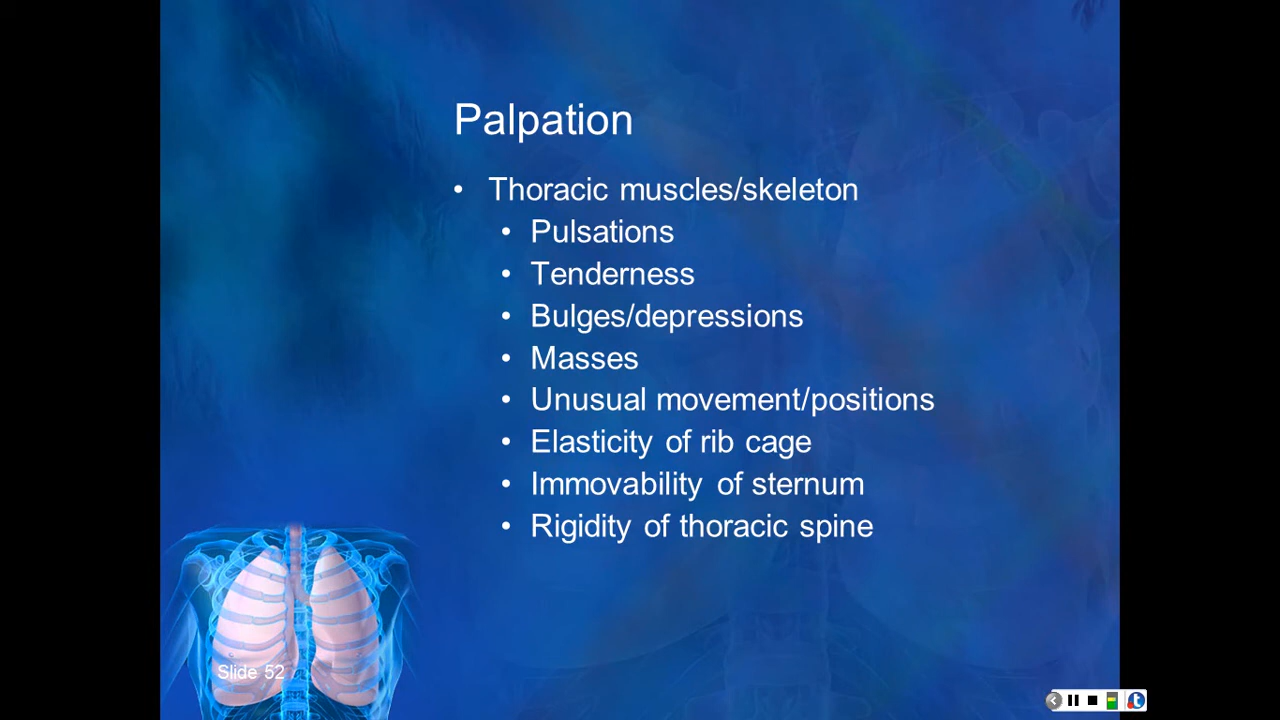 Palpation
• Thoracic muscles/skeleton
• Pulsations
• Tenderness
• Bulges/depressions
• Masses
• Unusual movement/positions
• Elasticity of rib cage
• Immovability of sternum
• Rigidity of thoracic spine
Slide 52
t